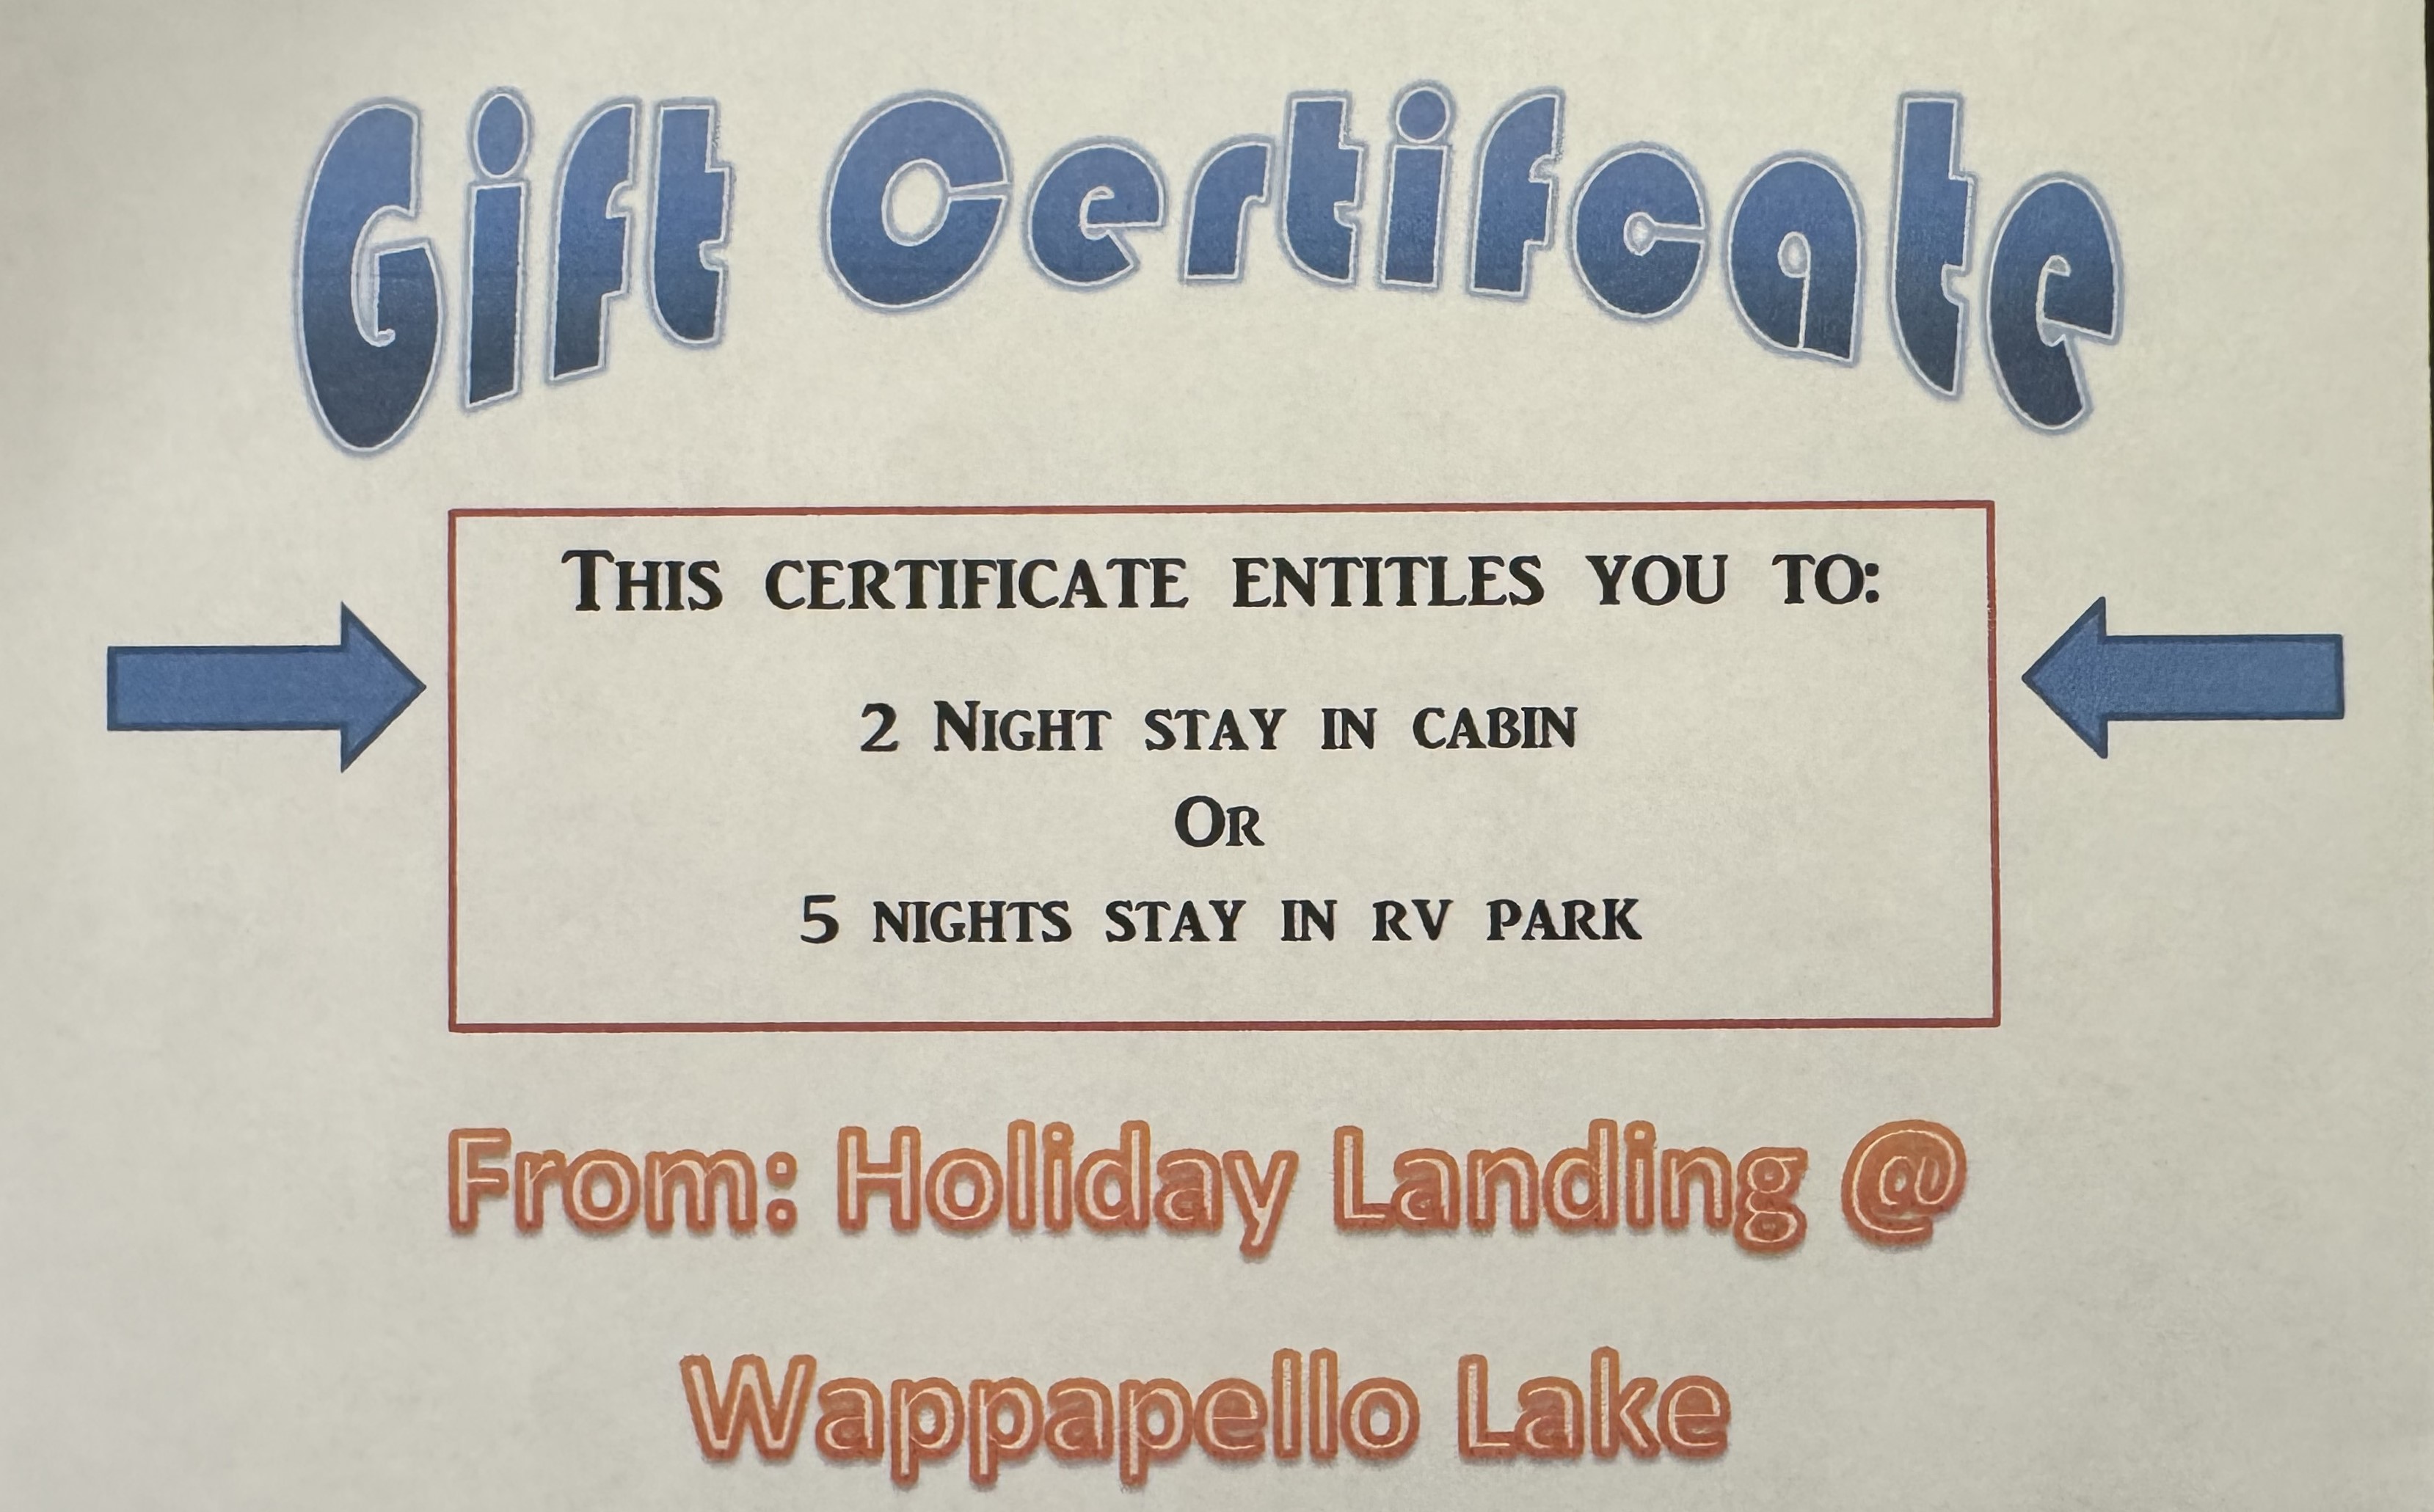 Gift Certifcate
THIS CERTIFICATE ENTITLES YOU TO:
2 NIGHT STAY IN CABIN
OR
5 NIGHTS STAY IN RV PARK
From: Holiday Landing @
Wappapello Lake